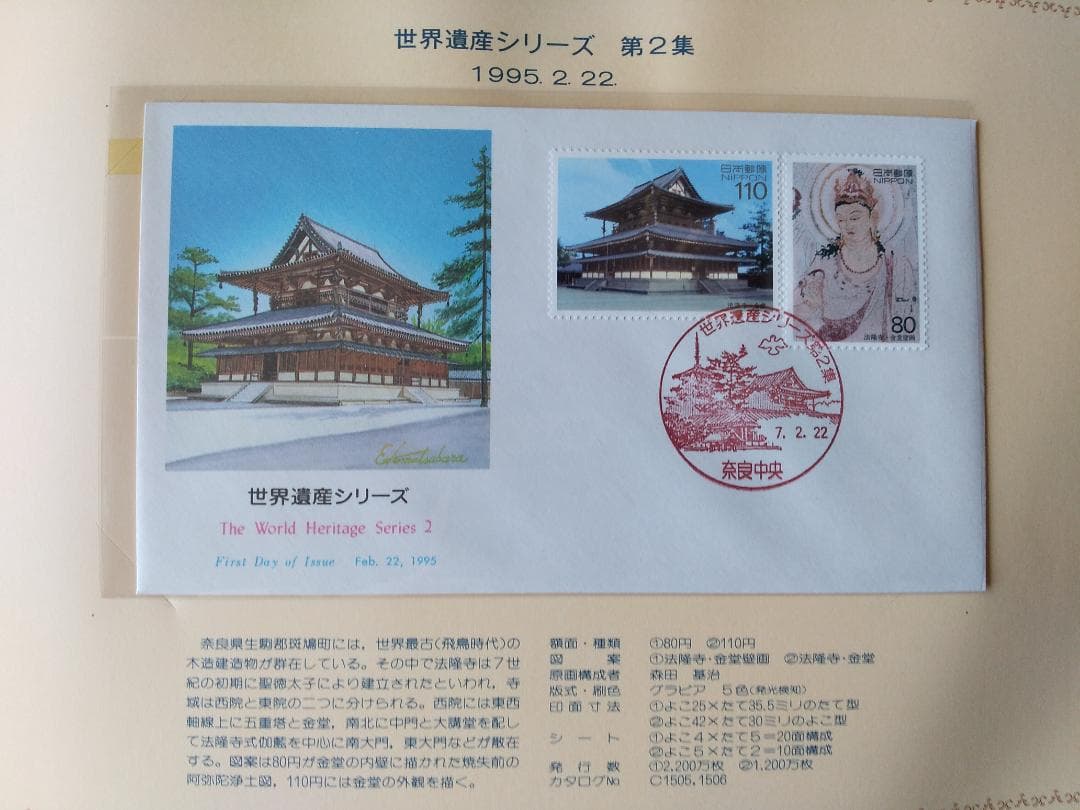 世界遺産シリーズ 第2集
1995. 2. 22.
日本郵便
NIPPON
110
日本郵便
NIPPON
80
法隆寺・金堂壁画
世界遺産シリーズ第2集
7. 2. 22
奈良中央
世界遺産シリーズ
The World Heritage Series 2
First Day of Issue Feb. 22, 1995
奈良県生駒郡斑鳩町には，世界最古(飛鳥時代)の
木造建造物が群在している。その中で法隆寺は7世
紀の初期に聖徳太子により建立されたといわれ，寺
域は西院と東院の二つに分けられる。西院には東西
軸線上に五重塔と金堂，南北に中門と大講堂を配し
て法隆寺式伽藍を中心に南大門，東大門などが散在
する。図案は80円が金堂の内壁に描かれた焼失前の
阿弥陀浄土図，110円には金堂の外観を描く。
額面・種類 ①80円 ②110円
図案 ①法隆寺・金堂壁画 ②法隆寺・金堂
原画構成者 森田 基治
版式・刷色 グラビア 5色(発光検知)
印面寸法 ①よこ25×たて35.5ミリのたて型
②よこ42×たて30ミリのよこ型
シート ①よこ4×たて5＝20面構成
②よこ5×たて2＝10面構成
発行数 ①2,200万枚 ②1,200万枚
カタログNo C1505,1506